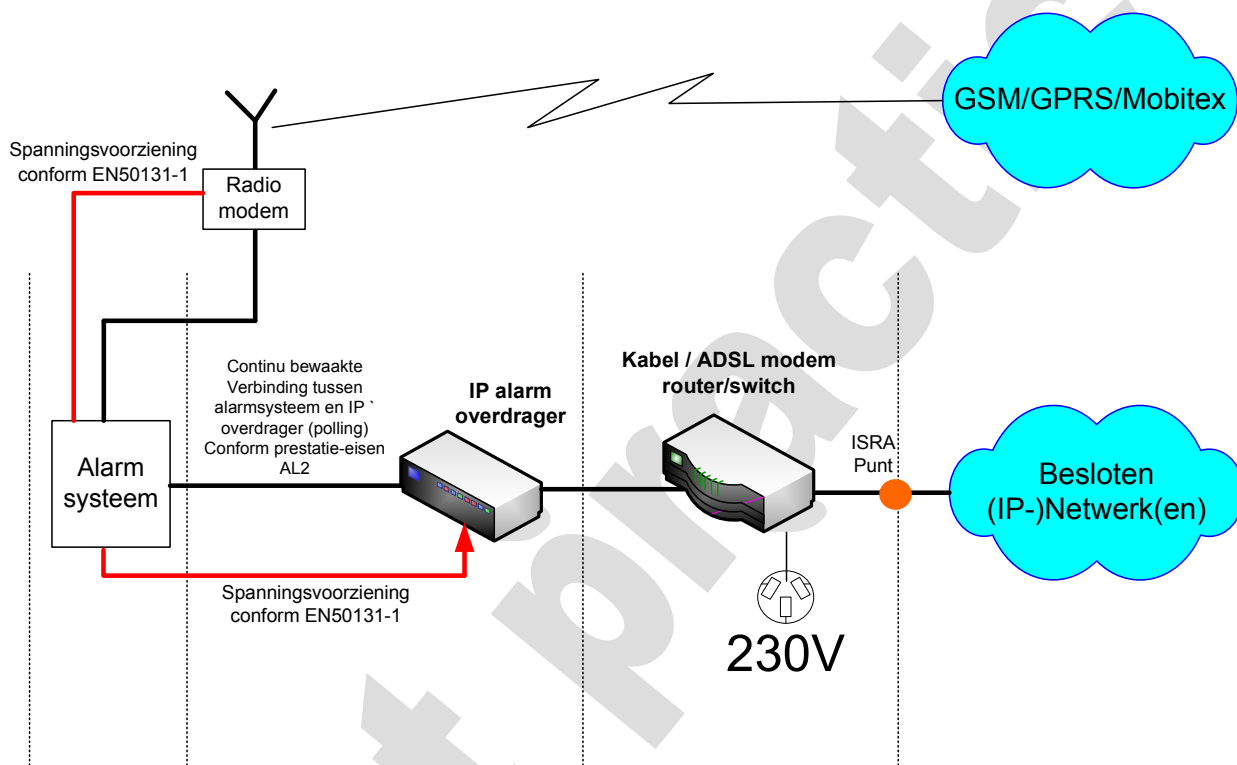 GSM/GPRS/Mobitex
Spanningsvoorziening
conform EN50131-1
Radio
modem
Continu bewaakte
Verbinding tussen
alarmsysteem en IP `
overdrager (polling)
Conform prestatie-eisen
AL2
IP alarm
overdrager
Kabel / ADSL modem
router/switch
ISRA
Punt
Alarm
systeem
Besloten
(IP-)Netwerk(en)
Spanningsvoorziening
conform EN50131-1
230V
t practic